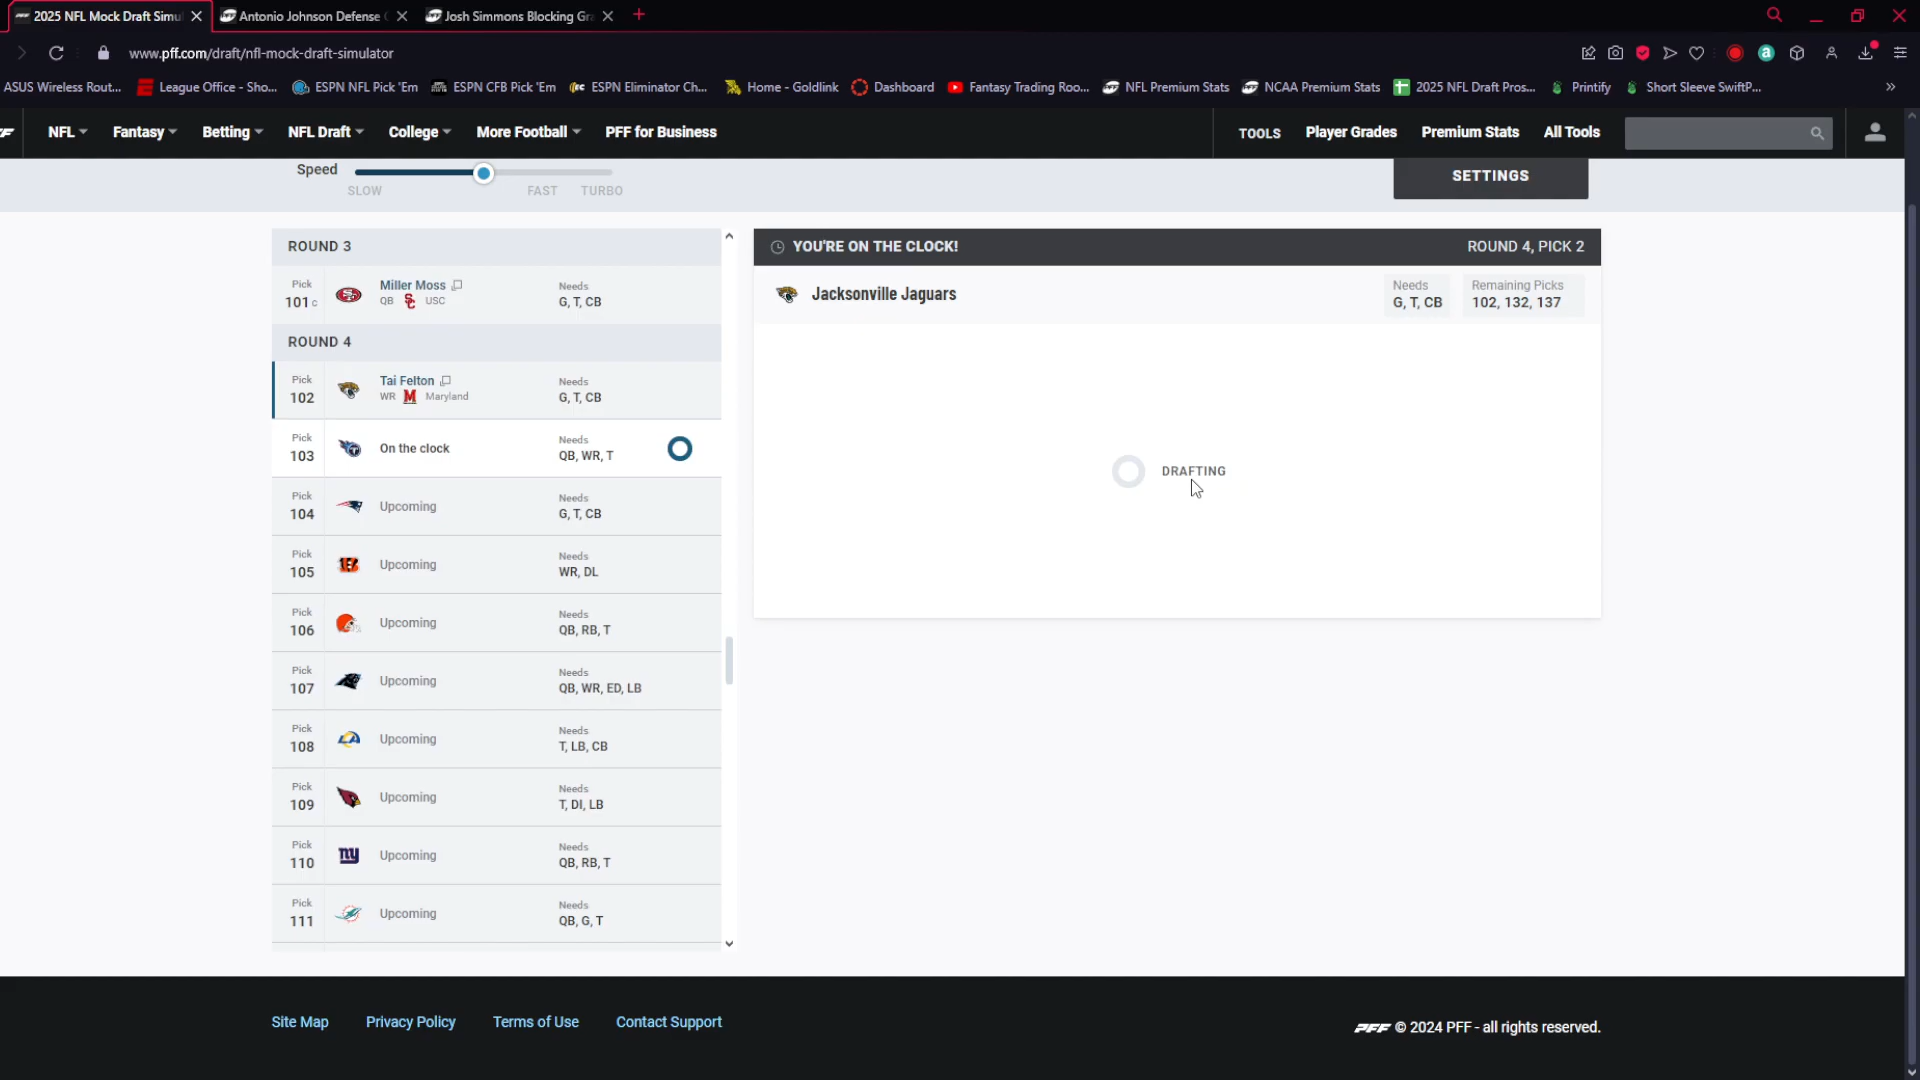 2025 NFL Mock Draft Simu
Antonio Johnson Defense
Josh Simmons Blocking Gr
www.pff.com/draft/nfl-mock-draft-simulator
ASUS Wireless Rout...
League Office - Sho...
ESPN NFL Pick 'Em
ESPN CFB Pick 'Em
ESPN Eliminator Ch...
Home - Goldlink
Dashboard
Fantasy Trading Roo...
NFL Premium Stats
NCAA Premium Stats
2025 NFL Draft Pros...
Printify
Short Sleeve SwiftP...
NFL
Fantasy
Betting
NFL Draft
College
More Football
PFF for Business
TOOLS
Player Grades
Premium Stats
All Tools
Speed
SLOW
FAST
TURBO
SETTINGS
ROUND 3
Pick
101 c
Miller Moss
QB
USC
Needs
G, T, CB
ROUND 4
Pick
102
Tai Felton
WR
Maryland
Needs
G, T, CB
Pick
103
On the clock
Needs
QB, WR, T
Pick
104
Upcoming
Needs
G, T, CB
Pick
105
Upcoming
Needs
WR, DL
Pick
106
Upcoming
Needs
QB, RB, T
Pick
107
Upcoming
Needs
QB, WR, ED, LB
Pick
108
Upcoming
Needs
T, LB, CB
Pick
109
Upcoming
Needs
T, DI, LB
Pick
110
Upcoming
Needs
QB, RB, T
Pick
111
Upcoming
Needs
QB, G, T
YOU'RE ON THE CLOCK!
ROUND 4, PICK 2
Jacksonville Jaguars
Needs
G, T, CB
Remaining Picks
102, 132, 137
DRAFTING
Site Map
Privacy Policy
Terms of Use
Contact Support
PFF © 2024 PFF - all rights reserved.